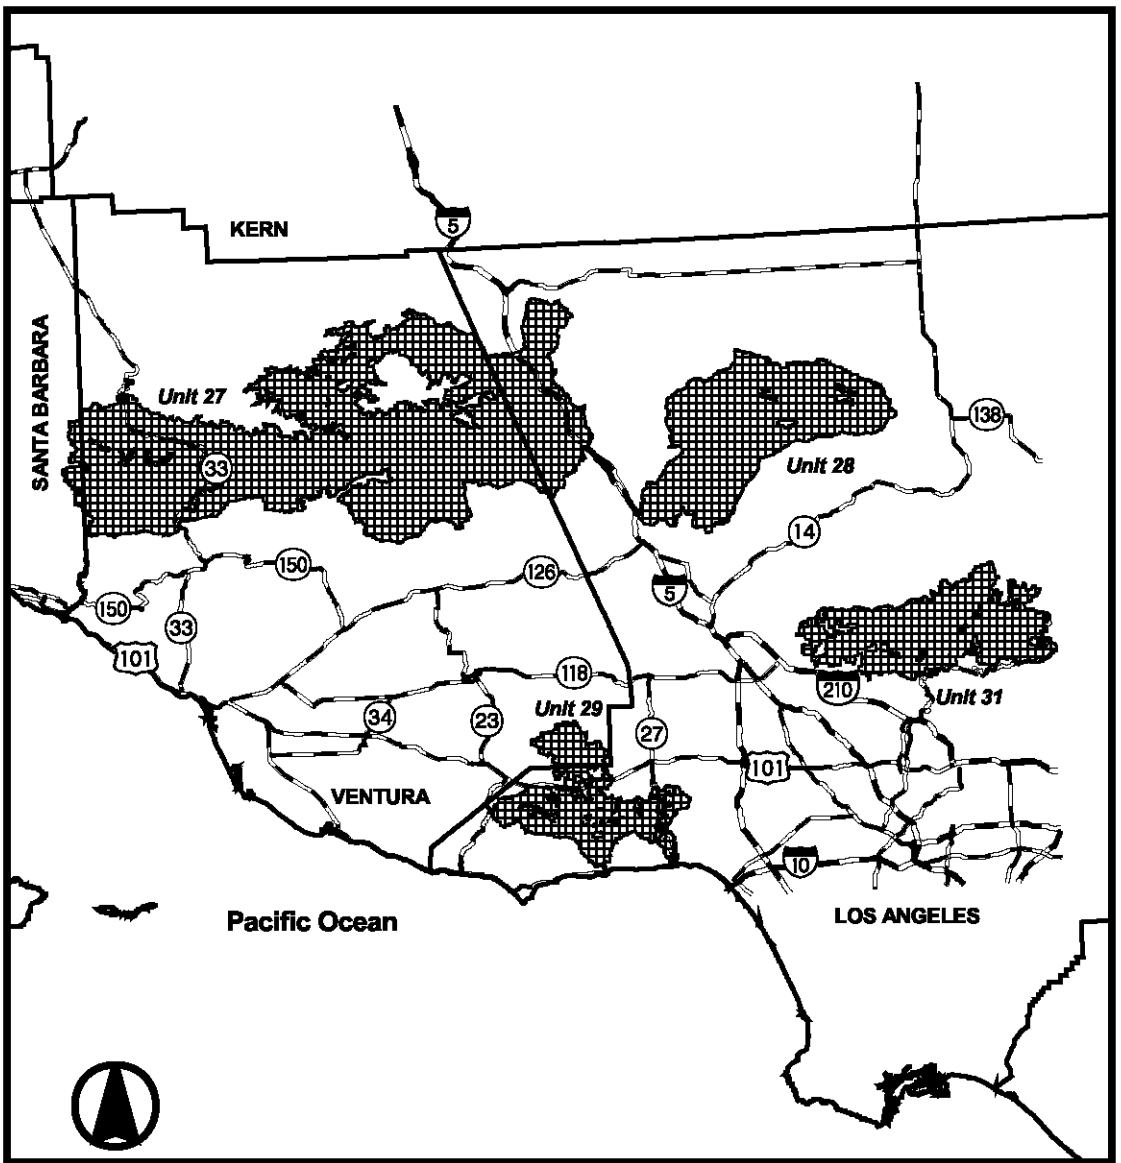 5
KERN
SANTA BARBARA
Unit 27
138
33
Unit 28
14
150
126
5
150
33
101
118
210
Unit 31
Unit 29
34
23
27
101
VENTURA
10
Pacific Ocean
LOS ANGELES